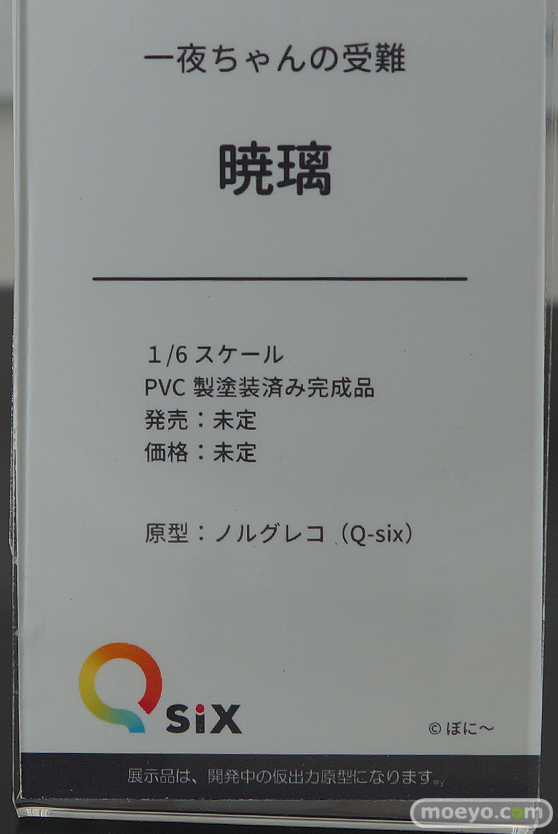 一夜ちゃんの受難
暁璃
１/6 スケール
PVC 製塗装済み完成品
発売：未定
価格：未定
原型：ノルグレコ（Q-six）
Q siX
© ぽに〜
展示品は、開発中の仮出力原型になります。
moeyo.com